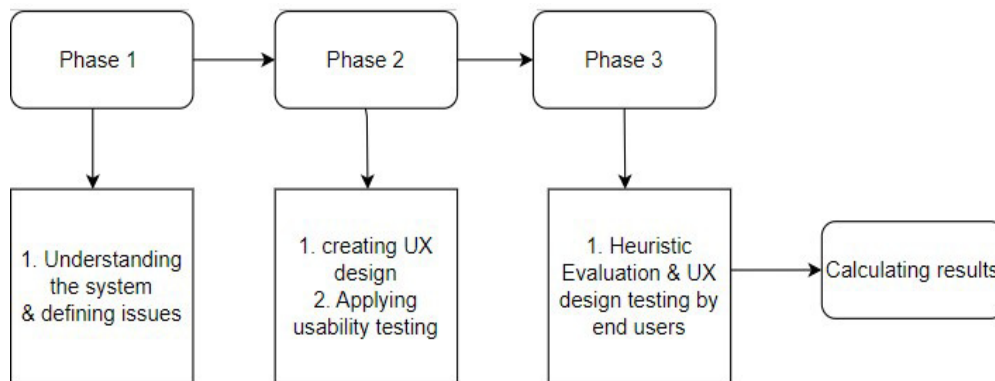 Phase 1
Phase 2
Phase 3
1. Understanding
the system
& defining issues
1. creating UX
design
2. Applying
usability testing
1. Heuristic
Evaluation & UX
design testing by
end users
Calculating results